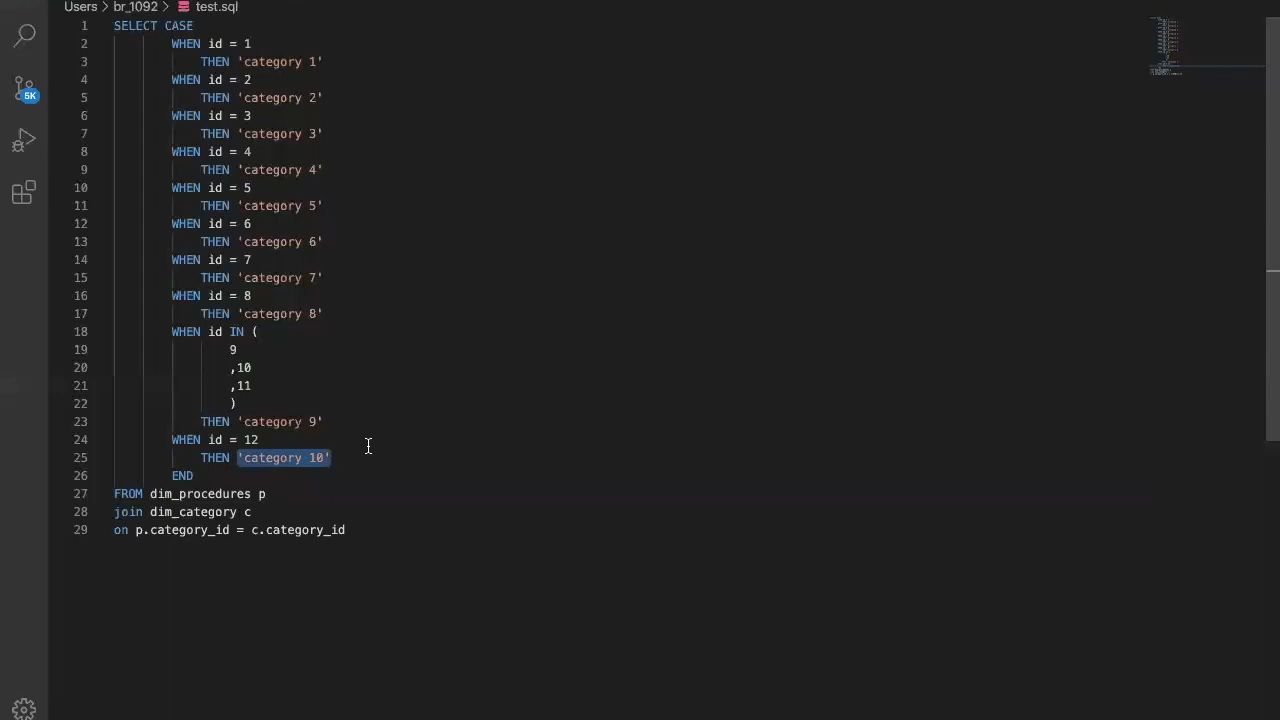 Users > br_1092 > test.sql
1 SELECT CASE
2 WHEN id = 1
3 THEN 'category 1'
4 WHEN id = 2
5 THEN 'category 2'
6 WHEN id = 3
7 THEN 'category 3'
8 WHEN id = 4
9 THEN 'category 4'
10 WHEN id = 5
11 THEN 'category 5'
12 WHEN id = 6
13 THEN 'category 6'
14 WHEN id = 7
15 THEN 'category 7'
16 WHEN id = 8
17 THEN 'category 8'
18 WHEN id IN (
19 9
20 ,10
21 ,11
22 )
23 THEN 'category 9'
24 WHEN id = 12
25 THEN 'category 10'
26 END
27 FROM dim_procedures p
28 join dim_category c
29 on p.category_id = c.category_id
5K